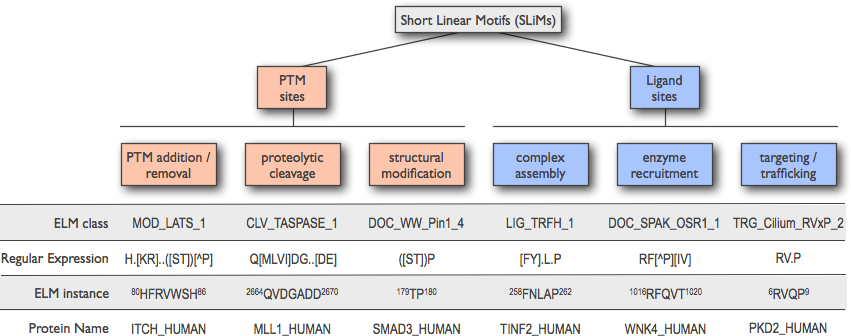 Short Linear Motifs (SLiMs)
PTM
sites
Ligand
sites
PTM addition /
removal
proteolytic
cleavage
structural
modification
complex
assembly
enzyme
recruitment
targeting /
trafficking
ELM class MOD_LATS_1 CLV_TASPASE_1 DOC_WW_Pin1_4 LIG_TRFH_1 DOC_SPAK_OSR1_1 TRG_Cilium_RVxP_2
Regular Expression H.[KR]..([ST])[^P] Q[MLVI]DG..[DE] ([ST])P [FY].L.P RF[^P][IV] RV.P
ELM instance ⁸⁰HFRVWSH⁸⁶ ²⁶⁶⁴QVDGADD²⁶⁷⁰ ¹⁷⁹TP¹⁸⁰ ²⁵⁸FNLAP²⁶² ¹⁰¹⁶RFQVT¹⁰²⁰ ⁶RVQP⁹
Protein Name ITCH_HUMAN MLL1_HUMAN SMAD3_HUMAN TINF2_HUMAN WNK4_HUMAN PKD2_HUMAN